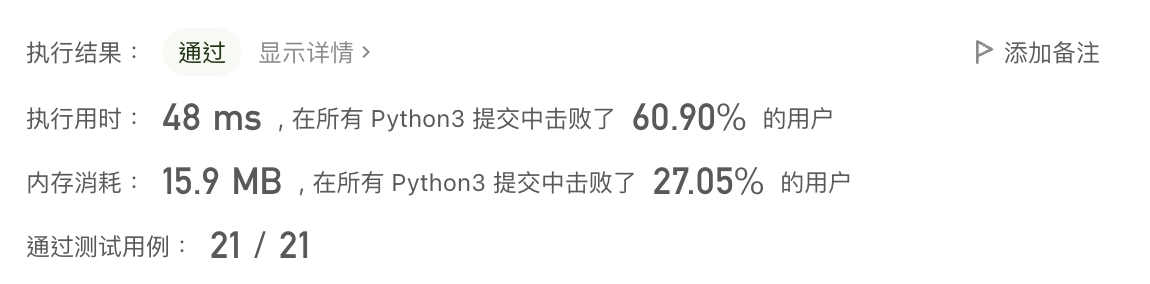 执行结果： 通过 显示详情 › 添加备注
执行用时： 48 ms , 在所有 Python3 提交中击败了 60.90% 的用户
内存消耗： 15.9 MB , 在所有 Python3 提交中击败了 27.05% 的用户
通过测试用例： 21 / 21